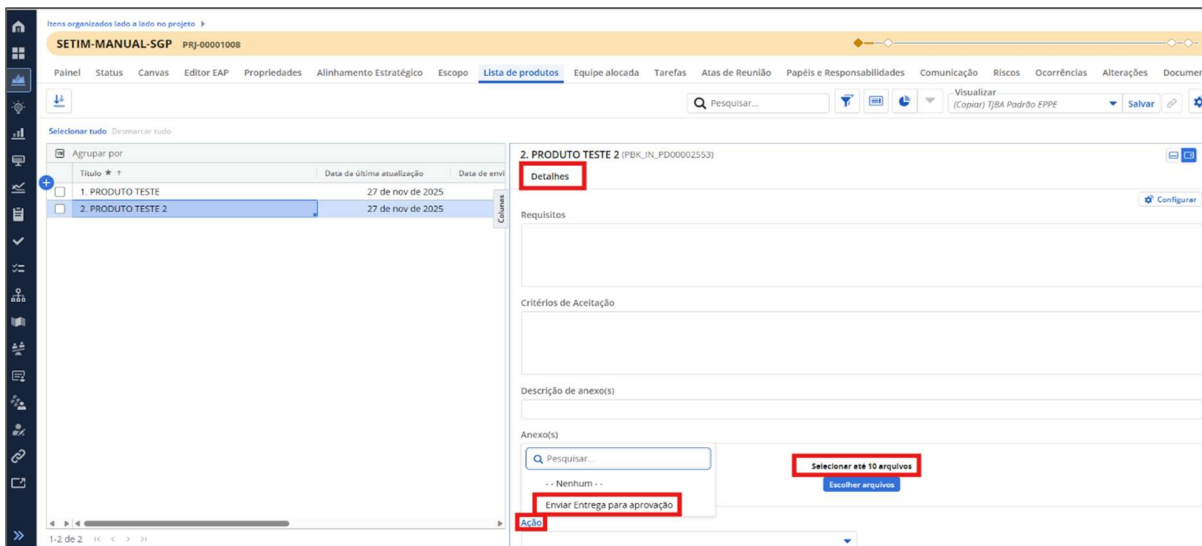 Itens organizados lado a lado no projeto
SETIM-MANUAL-SGP PRJ-00001008
Painel Status Canvas Editor EAP Propriedades Alinhamento Estratégico Escopo Lista de produtos Equipe alocada Tarefas Atas de Reunião Papéis e Responsabilidades Comunicação Riscos Ocorrências Alterações Documen
Pesquisar...
Visualizar
(Copiar) TJBA Padrão EPPE
Salvar
Selecionar tudo Desmarcar tudo
Agrupar por
Título Data da última atualização Data de envi
1. PRODUTO TESTE 27 de nov de 2025
2. PRODUTO TESTE 2 27 de nov de 2025
Colunas
1-2 de 2
2. PRODUTO TESTE 2 (PBK_IN_PD00002553)
Detalhes
Configurar
Requisitos
Critérios de Aceitação
Descrição de anexo(s)
Anexo(s)
Pesquisar...
- - Nenhum - -
Enviar Entrega para aprovação
Selecionar até 10 arquivos
Escolher arquivos
Ação